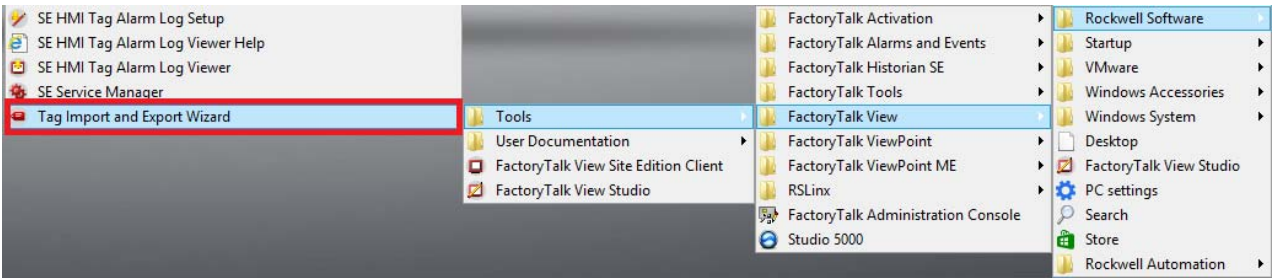 SE HMI Tag Alarm Log Setup
SE HMI Tag Alarm Log Viewer Help
SE HMI Tag Alarm Log Viewer
SE Service Manager
Tag Import and Export Wizard
Tools
User Documentation
FactoryTalk View Site Edition Client
FactoryTalk View Studio
FactoryTalk Activation
FactoryTalk Alarms and Events
FactoryTalk Historian SE
FactoryTalk Tools
FactoryTalk View
FactoryTalk ViewPoint
FactoryTalk ViewPoint ME
RSLinx
FactoryTalk Administration Console
Studio 5000
Rockwell Software
Startup
VMware
Windows Accessories
Windows System
Desktop
FactoryTalk View Studio
PC settings
Search
Store
Rockwell Automation